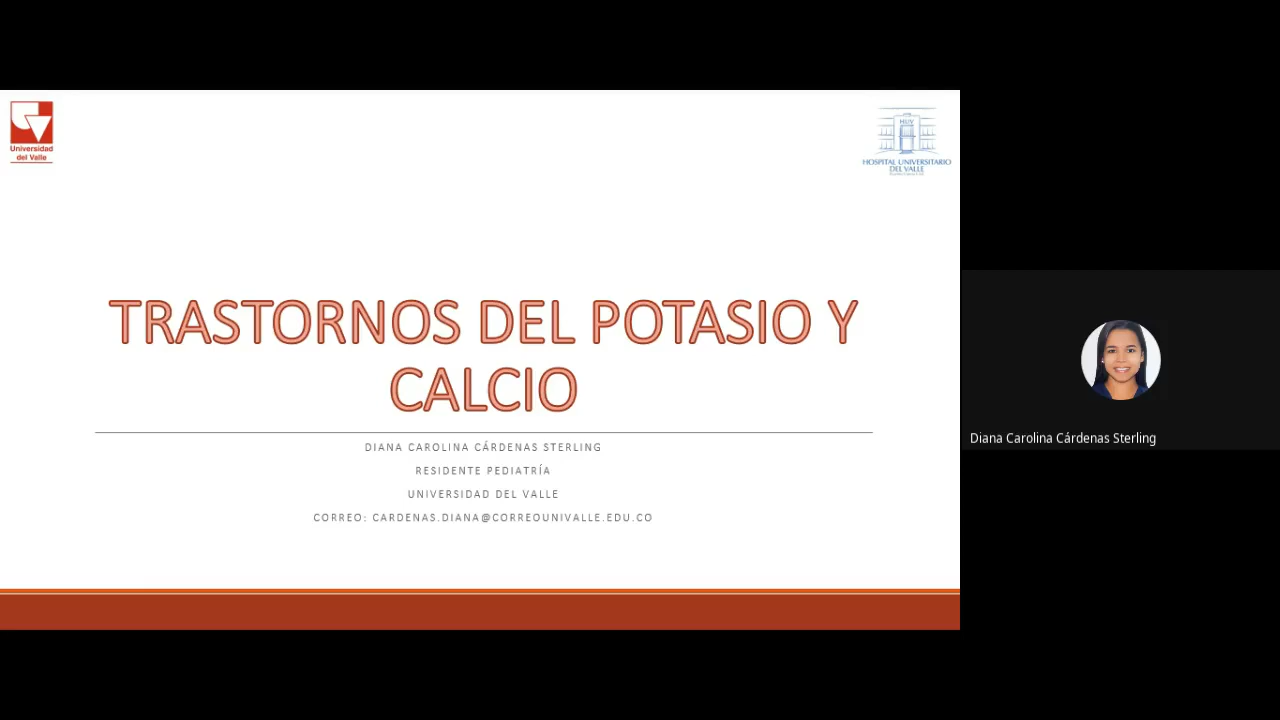 Universidad
del Valle
HUV
HOSPITAL UNIVERSITARIO
DEL VALLE
TRASTORNOS DEL POTASIO Y
CALCIO
DIANA CAROLINA CÁRDENAS STERLING
RESIDENTE PEDIATRÍA
UNIVERSIDAD DEL VALLE
CORREO: CARDENAS.DIANA@CORREOUNIVALLE.EDU.CO
Diana Carolina Cárdenas Sterling